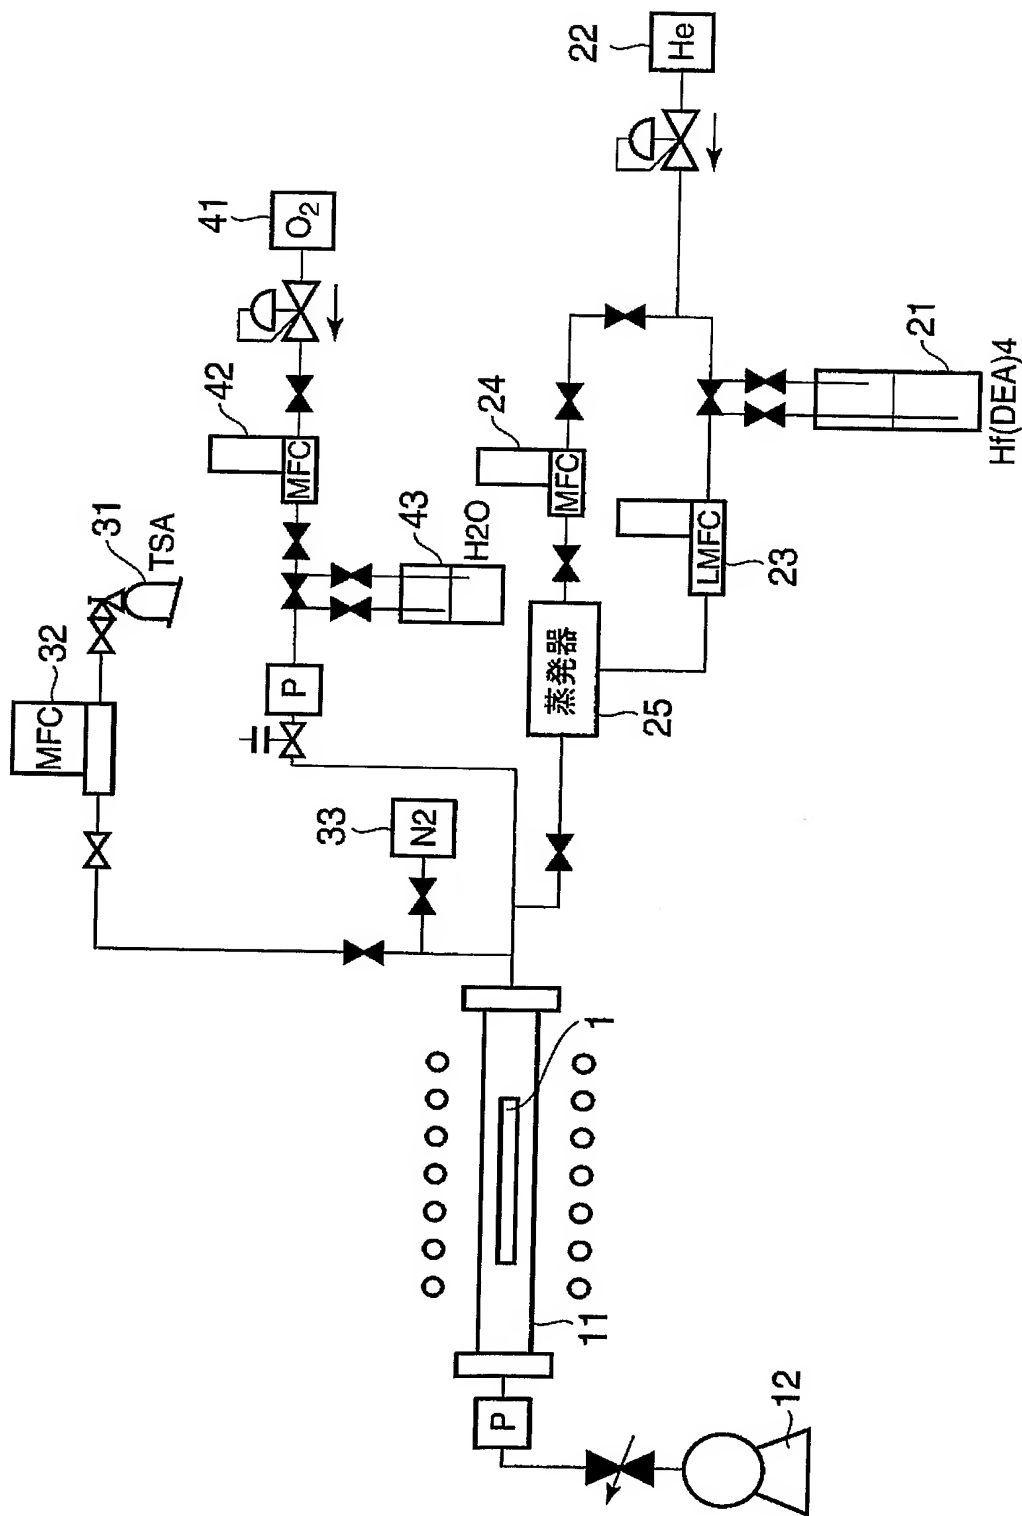 22
He
41
O2
42
MFC
31
TSA
32
MFC
43
H2O
P
24
MFC
21
Hf(DEA)4
LMFC
23
蒸発器
25
33
N2
1
11
P
12